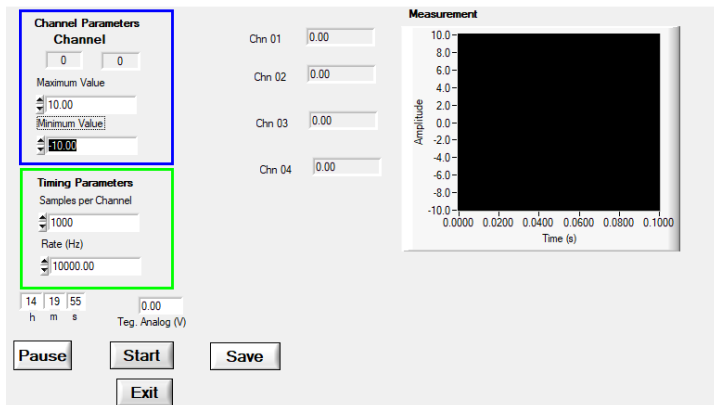 Channel Parameters
Channel
0 0
Maximum Value
10.00
Minimum Value
-10.00
Timing Parameters
Samples per Channel
1000
Rate (Hz)
10000.00
14 19 55
h m s
0.00
Teg. Analog (V)
Pause
Start
Save
Exit
Chn 01 0.00
Chn 02 0.00
Chn 03 0.00
Chn 04 0.00
Measurement
Amplitude
10.0
8.0
6.0
4.0
2.0
0.0
-2.0
-4.0
-6.0
-8.0
-10.0
0.0000 0.0200 0.0400 0.0600 0.0800 0.1000
Time (s)